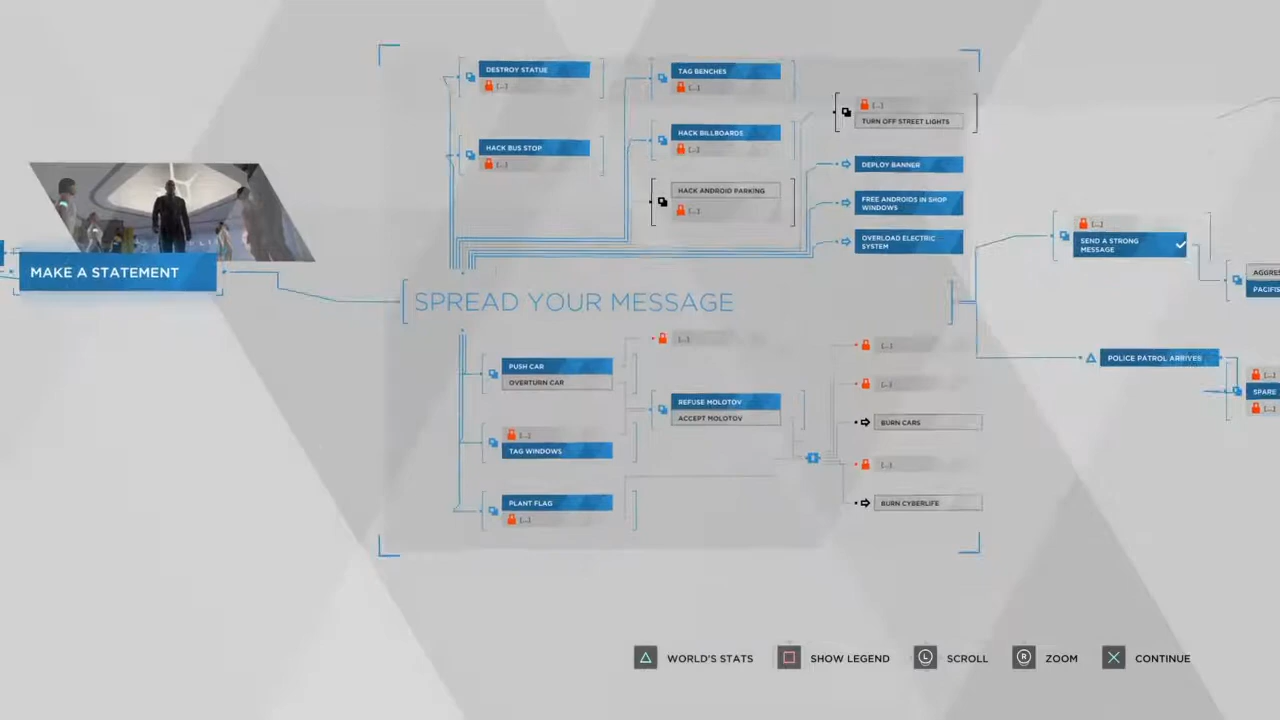 DESTROY STATUE
[...]
HACK BUS STOP
[...]
TAG BENCHES
[...]
HACK BILLBOARDS
[...]
HACK ANDROID PARKING
[...]
[...]
TURN OFF STREET LIGHTS
DEPLOY BANNER
FREE ANDROIDS IN SHOP
WINDOWS
OVERLOAD ELECTRIC
SYSTEM
MAKE A STATEMENT
SPREAD YOUR MESSAGE
[...]
SEND A STRONG
MESSAGE
AGGRES
PACIFIS
POLICE PATROL ARRIVES
[...]
SPARE
[...]
PUSH CAR
OVERTURN CAR
[...]
TAG WINDOWS
PLANT FLAG
[...]
[...]
REFUSE MOLOTOV
ACCEPT MOLOTOV
[...]
[...]
BURN CARS
[...]
BURN CYBERLIFE
WORLD'S STATS
SHOW LEGEND
L
SCROLL
R
ZOOM
CONTINUE